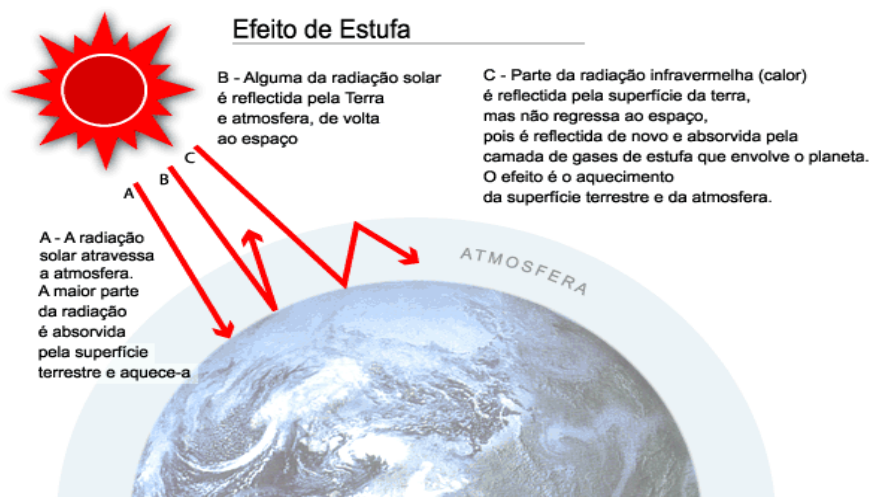 Efeito de Estufa
B - Alguma da radiação solar
é reflectida pela Terra
e atmosfera, de volta
ao espaço
C - Parte da radiação infravermelha (calor)
é reflectida pela superfície da terra,
mas não regressa ao espaço,
pois é reflectida de novo e absorvida pela
camada de gases de estufa que envolve o planeta.
O efeito é o aquecimento
da superfície terrestre e da atmosfera.
C
B
A
A - A radiação
solar atravessa
a atmosfera.
A maior parte
da radiação
é absorvida
pela superfície
terrestre e aquece-a
ATMOSFERA